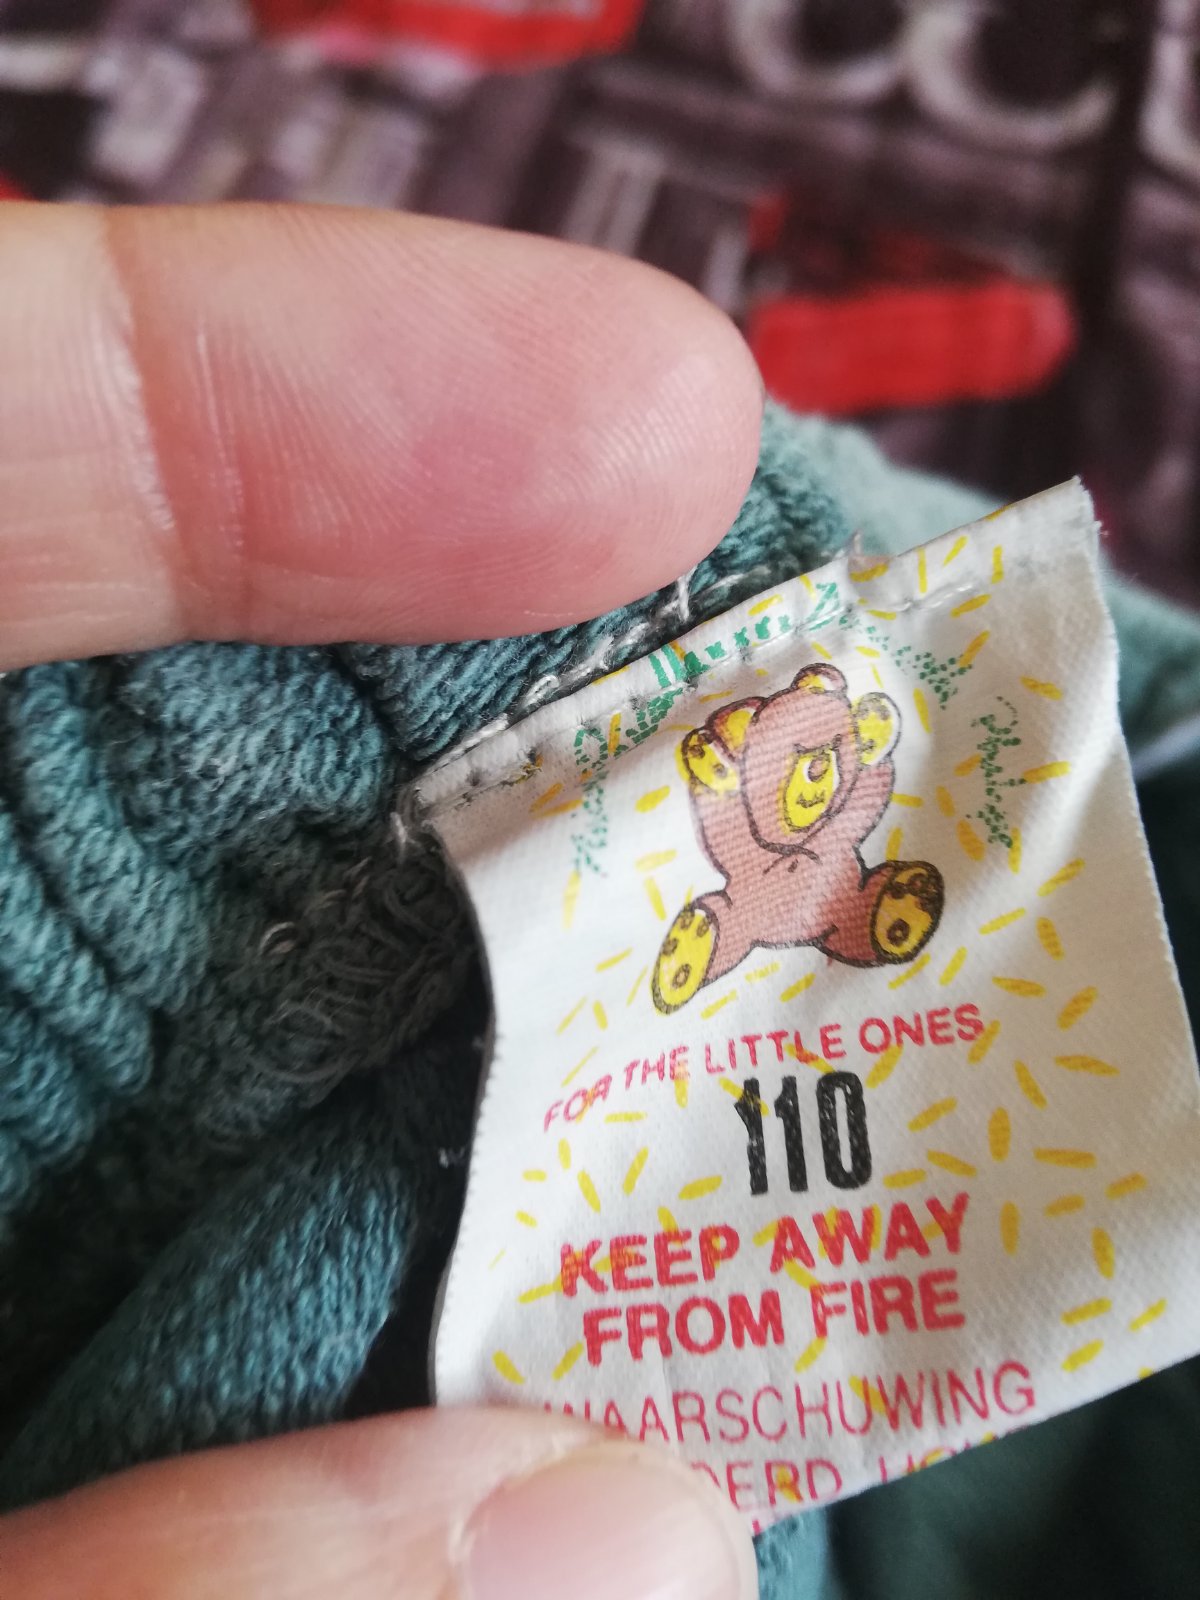 FOR THE LITTLE ONES
110
KEEP AWAY
FROM FIRE
WAARSCHUWING